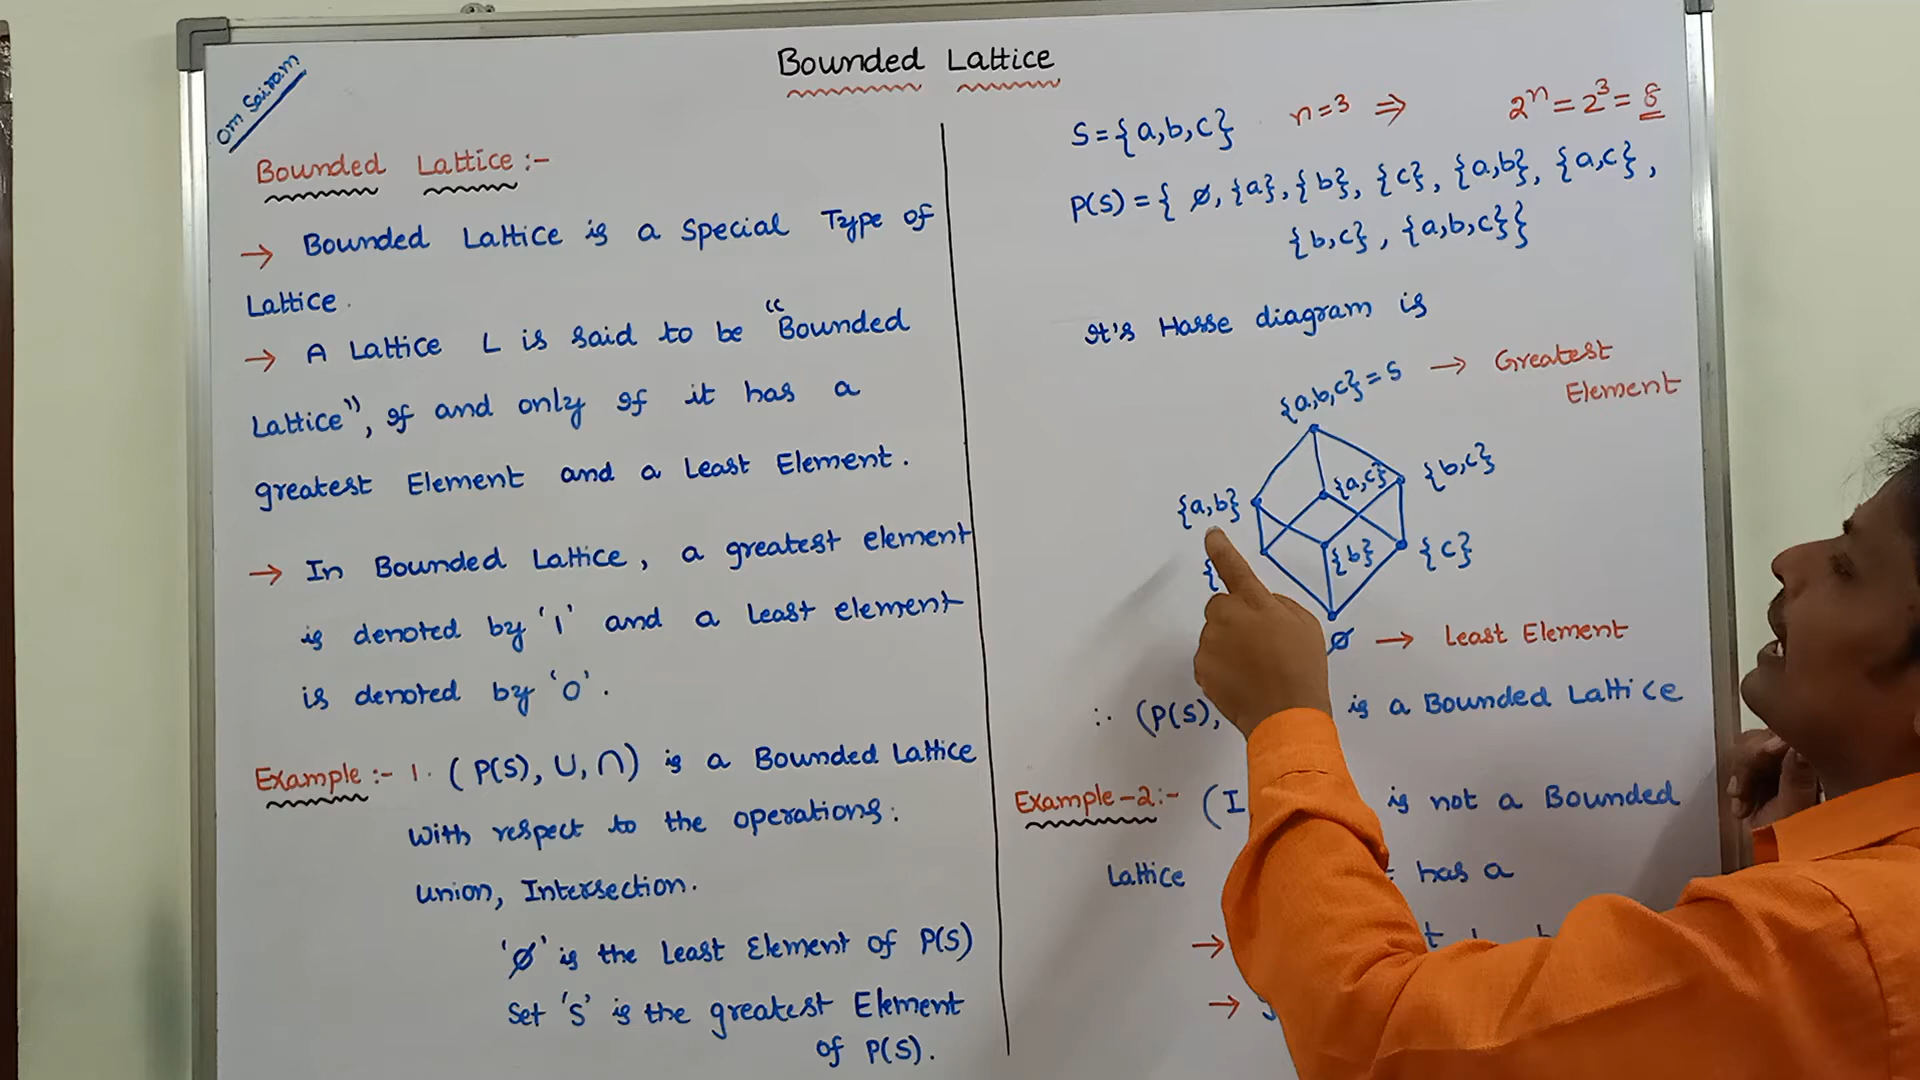 Bounded Lattice
Om Sairam
Bounded Lattice :-
→ Bounded Lattice is a Special Type of
Lattice.
→ A Lattice L is said to be "Bounded
Lattice", if and only if it has a
greatest Element and a Least Element.
→ In Bounded Lattice, a greatest element
is denoted by '1' and a Least element
is denoted by 'O'.
Example :- 1. (P(S), ∪, ∩) is a Bounded Lattice
with respect to the operations:
union, Intersection.
'∅' is the Least Element of P(S)
Set 'S' is the greatest Element
of P(S).
S = {a,b,c} n=3 ⇒ 2^n = 2^3 = 8
P(S) = { ∅, {a}, {b}, {c}, {a,b}, {a,c},
{b,c}, {a,b,c}}
It's Hasse diagram is
{a,b,c} = S → Greatest
Element
{a,b} {a,c} {b,c}
{ {b} {c}
∅ → Least Element
∴ (P(S), is a Bounded Lattice
Example-2:- (I is not a Bounded
Lattice has a
→
→